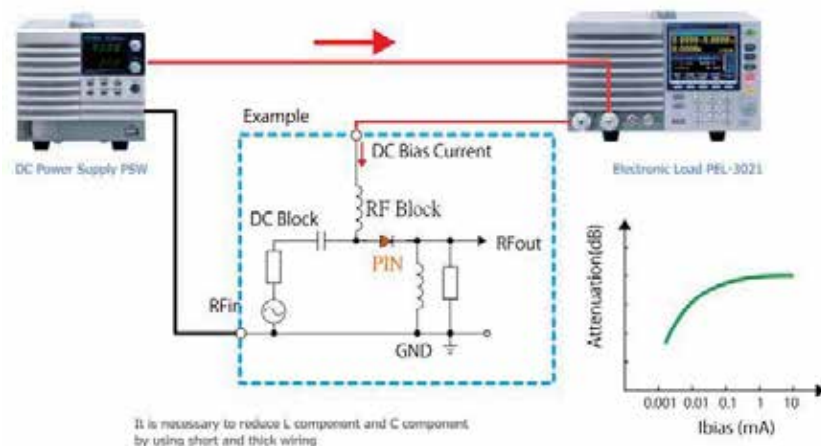 DC Power Supply PSW
Electronic Load PEL-3021
Example
DC Bias Current
RF Block
DC Block
PIN
RFout
RFin
GND
Attenuation(dB)
0.001 0.01 0.1 1 10
Ibias (mA)
It is necessary to reduce L component and C component
by using short and thick wiring